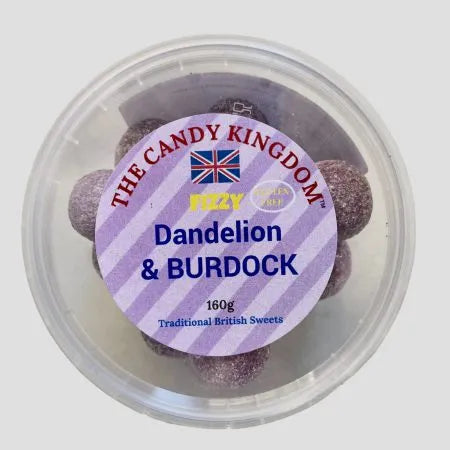 THE CANDY KINGDOM™
FIZZY
GLUTEN
FREE
Dandelion
& BURDOCK
160g
Traditional British Sweets